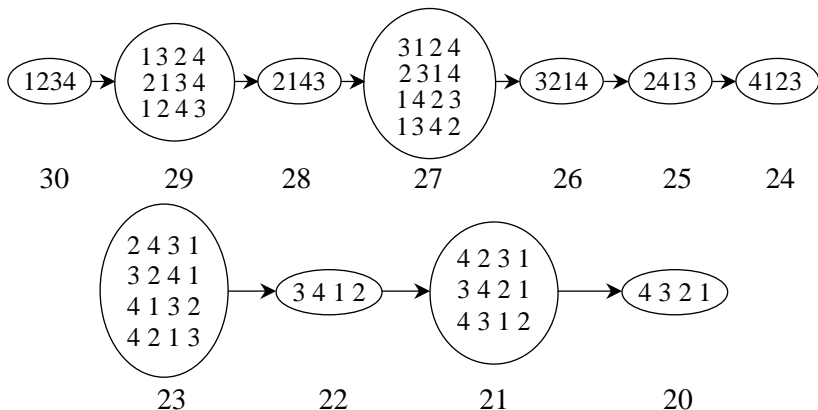 1234
1 3 2 4
2 1 3 4
1 2 4 3
2143
3 1 2 4
2 3 1 4
1 4 2 3
1 3 4 2
3214
2413
4123
30 29 28 27 26 25 24
2 4 3 1
3 2 4 1
4 1 3 2
4 2 1 3
3 4 1 2
4 2 3 1
3 4 2 1
4 3 1 2
4 3 2 1
23 22 21 20